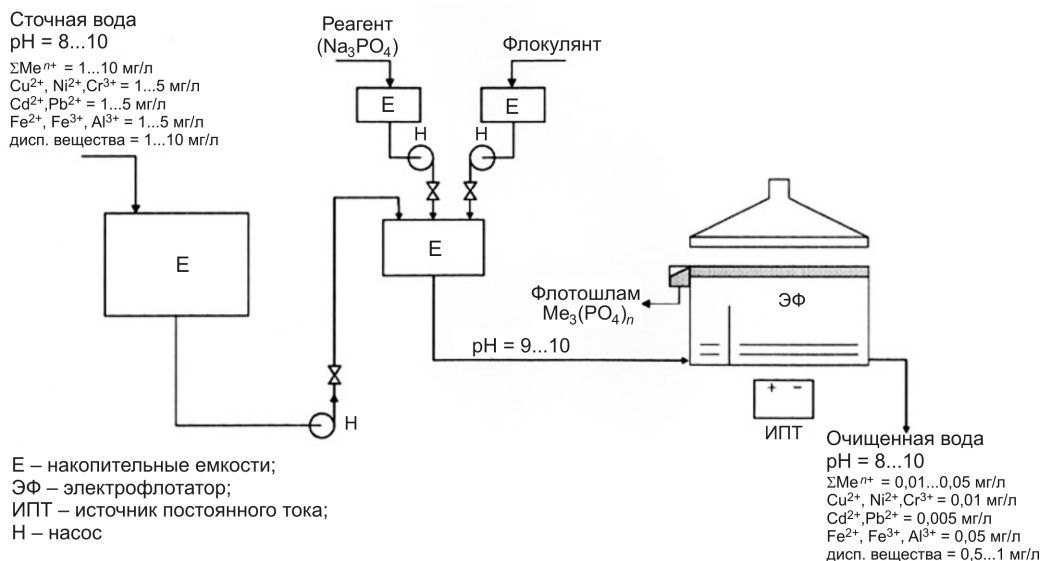 Сточная вода
pH = 8...10
ΣMeⁿ⁺ = 1...10 мг/л
Cu²⁺, Ni²⁺,Cr³⁺ = 1...5 мг/л
Cd²⁺,Pb²⁺ = 1...5 мг/л
Fe²⁺, Fe³⁺, Al³⁺ = 1...5 мг/л
дисп. вещества = 1...10 мг/л
Реагент
(Na₃PO₄)
Флокулянт
Е
Е
Н
Н
Е
Е
Флотошлам
Me₃(PO₄)ₙ
ЭФ
pH = 9...10
+ −
ИПТ
Н
Очищенная вода
pH = 8...10
ΣMeⁿ⁺ = 0,01...0,05 мг/л
Cu²⁺, Ni²⁺,Cr³⁺ = 0,01 мг/л
Cd²⁺,Pb²⁺ = 0,005 мг/л
Fe²⁺, Fe³⁺, Al³⁺ = 0,05 мг/л
дисп. вещества = 0,5...1 мг/л
Е – накопительные емкости;
ЭФ – электрофлотатор;
ИПТ – источник постоянного тока;
Н – насос